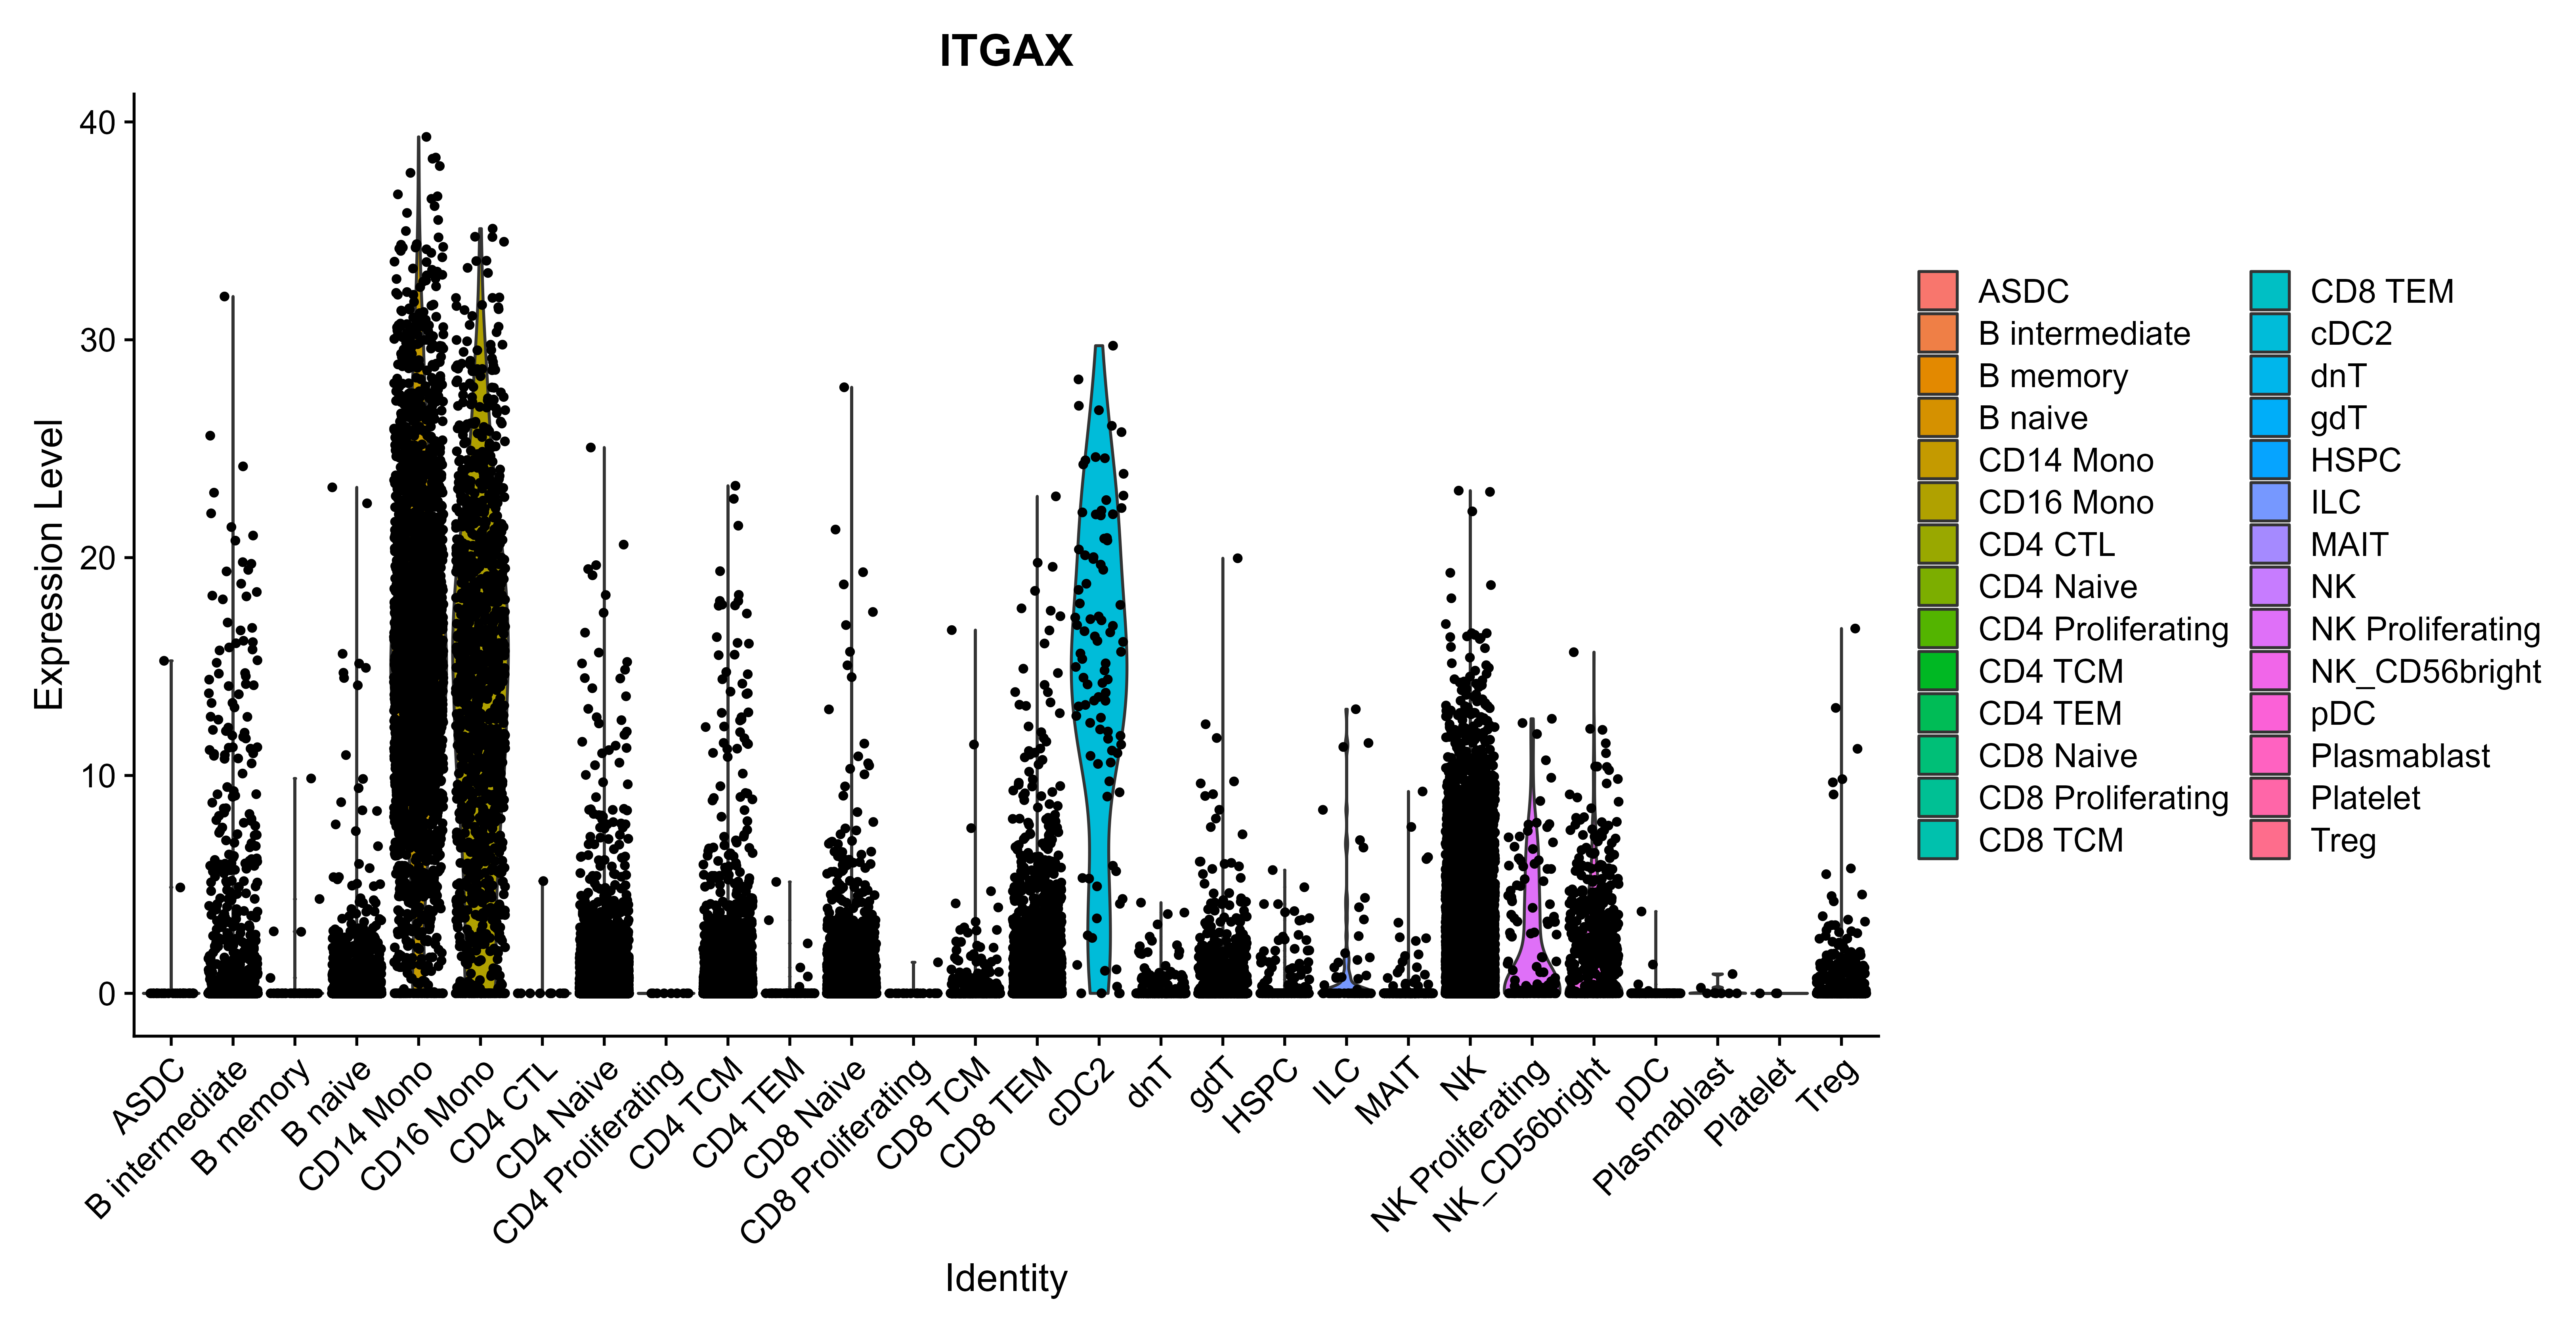 ITGAX
Expression Level
40
30
20
10
0
ASDC
B intermediate
B memory
B naive
CD14 Mono
CD16 Mono
CD4 CTL
CD4 Naive
CD4 Proliferating
CD4 TCM
CD4 TEM
CD8 Naive
CD8 Proliferating
CD8 TCM
CD8 TEM
cDC2
dnT
gdT
HSPC
ILC
MAIT
NK
NK Proliferating
NK_CD56bright
pDC
Plasmablast
Platelet
Treg
Identity
ASDC
B intermediate
B memory
B naive
CD14 Mono
CD16 Mono
CD4 CTL
CD4 Naive
CD4 Proliferating
CD4 TCM
CD4 TEM
CD8 Naive
CD8 Proliferating
CD8 TCM
CD8 TEM
cDC2
dnT
gdT
HSPC
ILC
MAIT
NK
NK Proliferating
NK_CD56bright
pDC
Plasmablast
Platelet
Treg